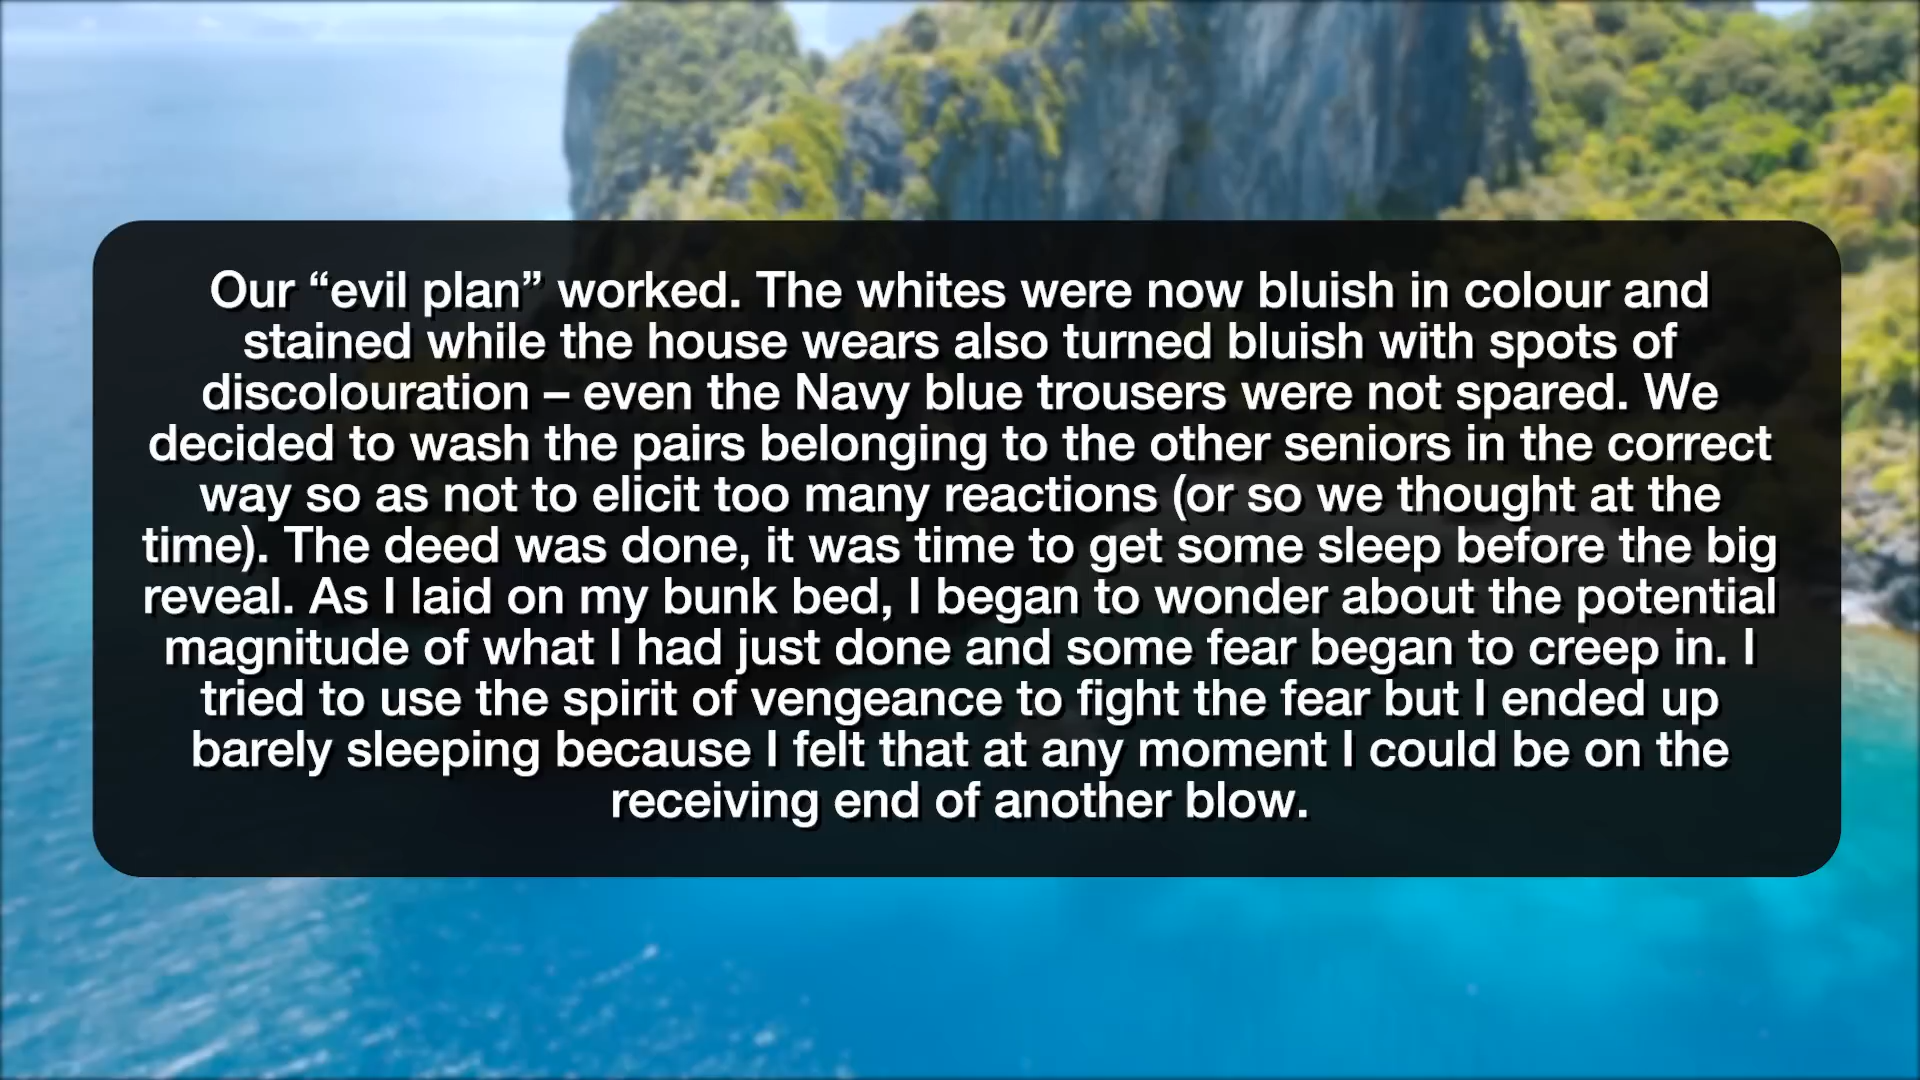 Our “evil plan” worked. The whites were now bluish in colour and
stained while the house wears also turned bluish with spots of
discolouration – even the Navy blue trousers were not spared. We
decided to wash the pairs belonging to the other seniors in the correct
way so as not to elicit too many reactions (or so we thought at the
time). The deed was done, it was time to get some sleep before the big
reveal. As I laid on my bunk bed, I began to wonder about the potential
magnitude of what I had just done and some fear began to creep in. I
tried to use the spirit of vengeance to fight the fear but I ended up
barely sleeping because I felt that at any moment I could be on the
receiving end of another blow.